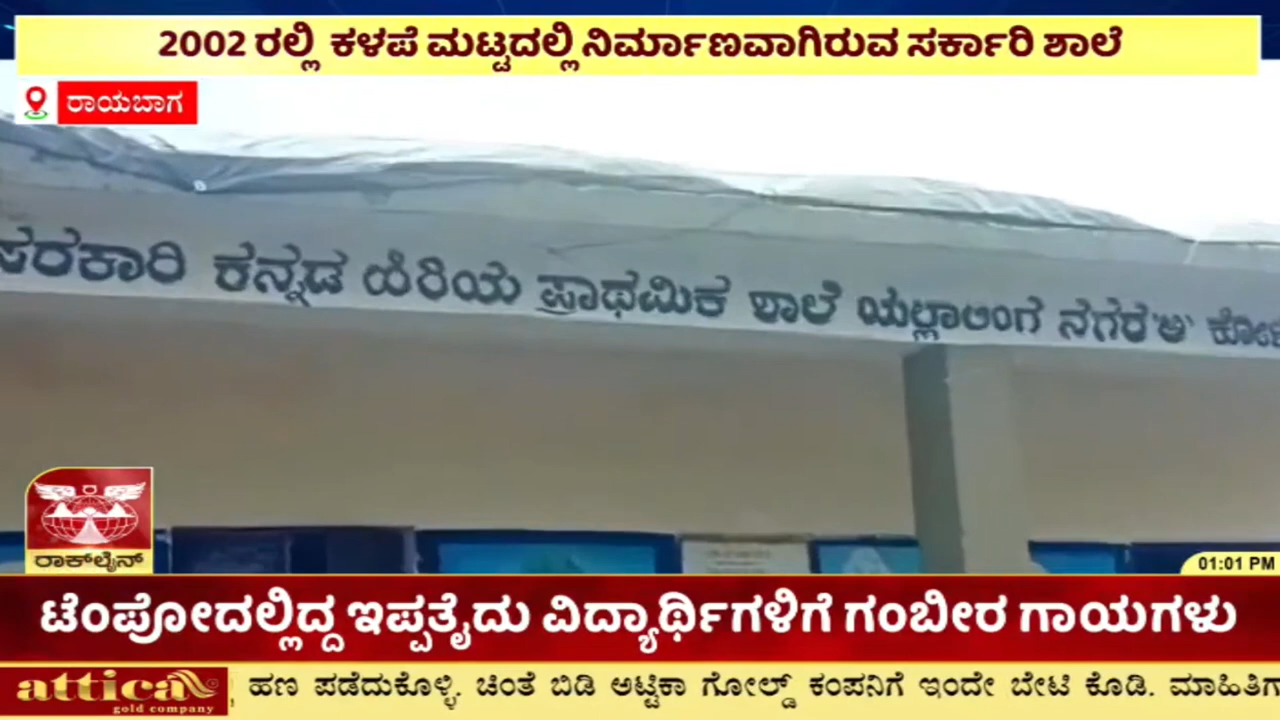 2002 ರಲ್ಲಿ ಕಳಪೆ ಮಟ್ಟದಲ್ಲಿ ನಿರ್ಮಾಣವಾಗಿರುವ ಸರ್ಕಾರಿ ಶಾಲೆ
ರಾಯಬಾಗ
ಸರಕಾರಿ ಕನ್ನಡ ಹಿರಿಯ ಪ್ರಾಥಮಿಕ ಶಾಲೆ ಯಲ್ಲಾಲಿಂಗ ನಗರ 'ಅ'
ರಾಕ್‌ಲೈನ್
01:01 PM
ಟೆಂಪೋದಲ್ಲಿದ್ದ ಇಪ್ಪತೈದು ವಿದ್ಯಾರ್ಥಿಗಳಿಗೆ ಗಂಬೀರ ಗಾಯಗಳು
attica
gold company
ಹಣ ಪಡೆದುಕೊಳ್ಳಿ. ಚಿಂತೆ ಬಿಡಿ ಅಟ್ಟಿಕಾ ಗೋಲ್ಡ್ ಕಂಪನಿಗೆ ಇಂದೇ ಬೇಟಿ ಕೊಡಿ. ಮಾಹಿತಿಗಾ